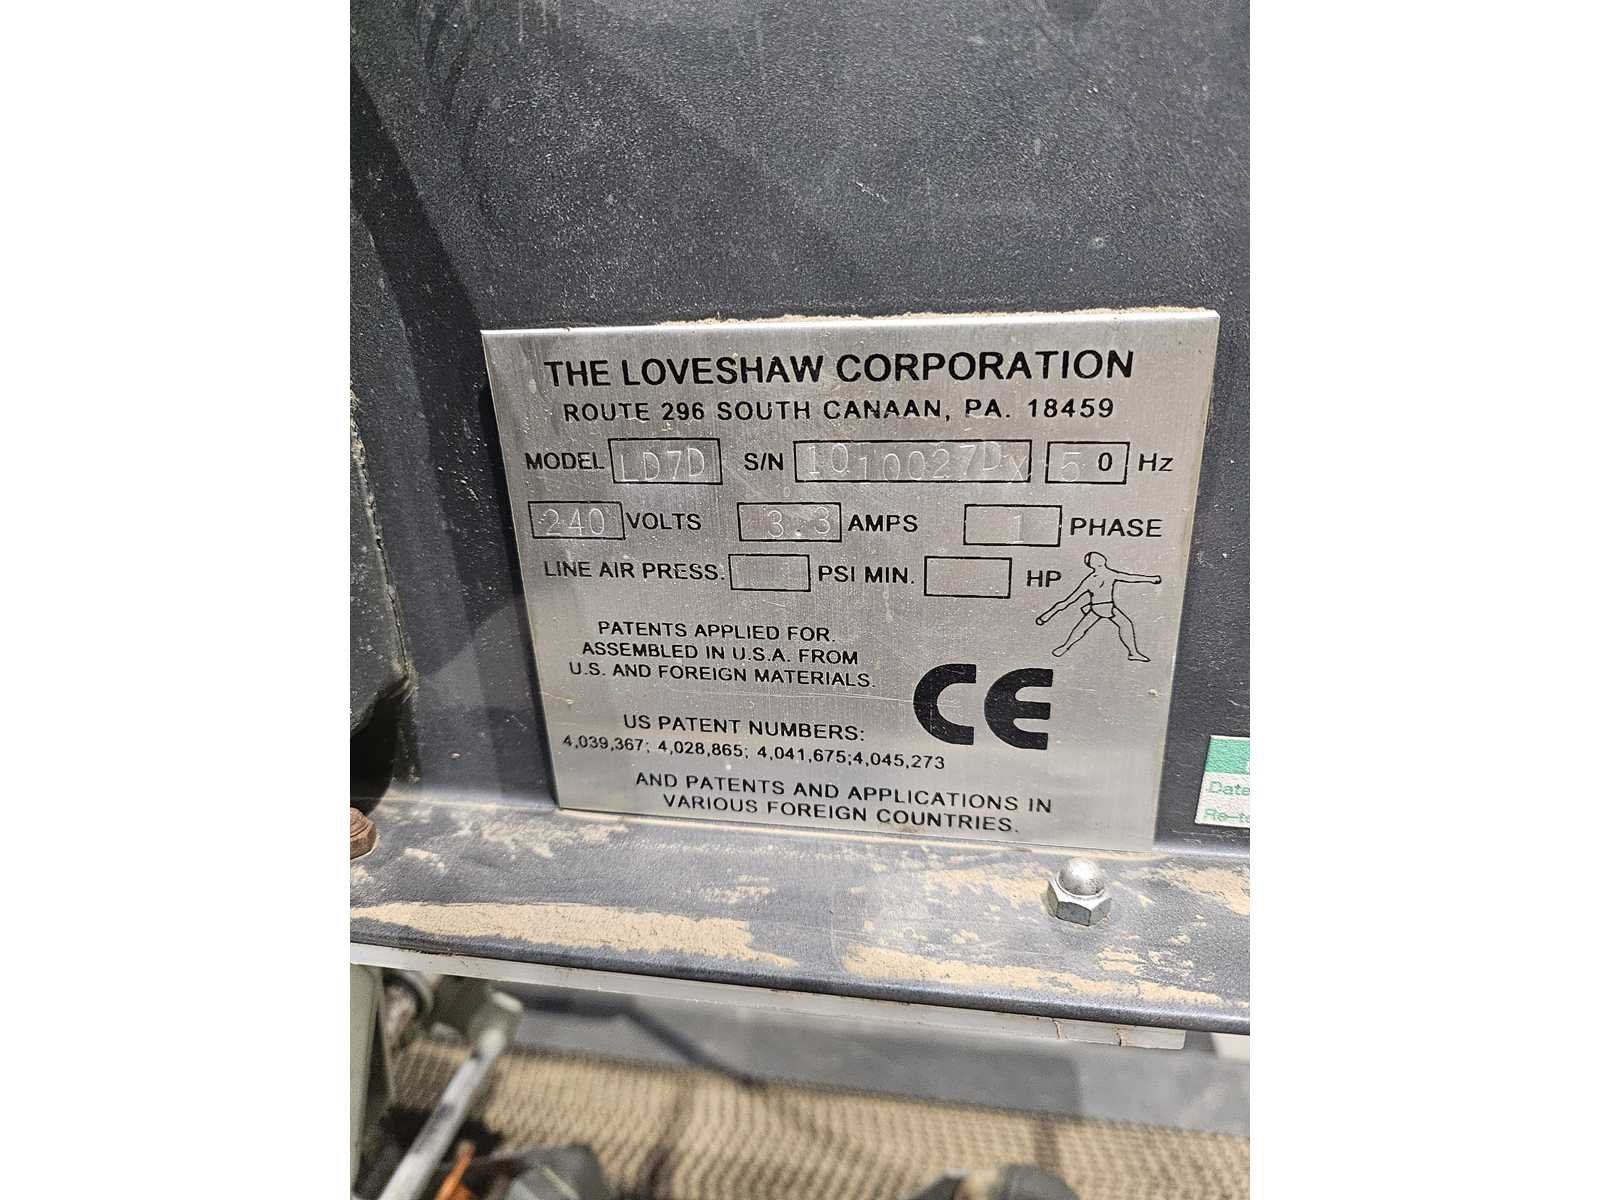 THE LOVESHAW CORPORATION
ROUTE 296 SOUTH CANAAN, PA. 18459
MODEL LD7D S/N 1010027D X 50 Hz
240 VOLTS 3.3 AMPS 1 PHASE
LINE AIR PRESS. PSI MIN. HP
PATENTS APPLIED FOR.
ASSEMBLED IN U.S.A. FROM
U.S. AND FOREIGN MATERIALS.
CE
US PATENT NUMBERS:
4,039,367; 4,028,865; 4,041,675;4,045,273
AND PATENTS AND APPLICATIONS IN
VARIOUS FOREIGN COUNTRIES.
Date